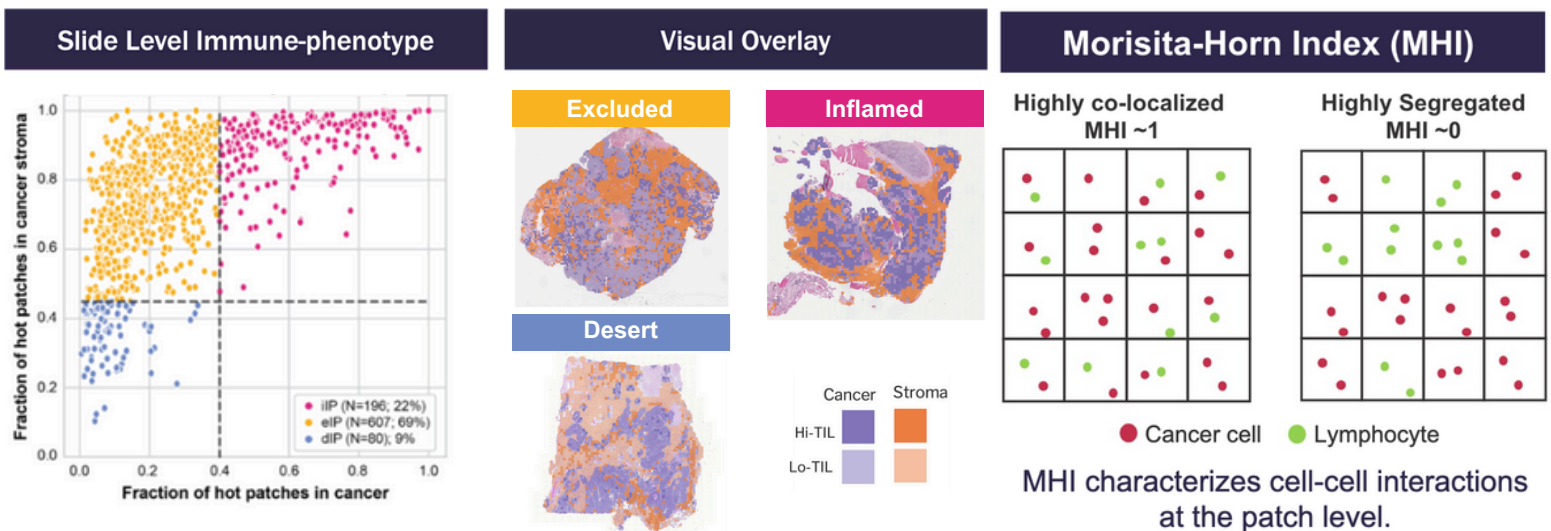 Slide Level Immune-phenotype
Fraction of hot patches in cancer stroma
1.0
0.8
0.6
0.4
0.2
0.0
0.0 0.2 0.4 0.6 0.8 1.0
Fraction of hot patches in cancer
iIP (N=196; 22%)
eIP (N=607; 69%)
dIP (N=80); 9%
Visual Overlay
Excluded
Inflamed
Desert
Cancer Stroma
Hi-TIL
Lo-TIL
Morisita-Horn Index (MHI)
Highly co-localized
MHI ~1
Highly Segregated
MHI ~0
Cancer cell Lymphocyte
MHI characterizes cell-cell interactions
at the patch level.